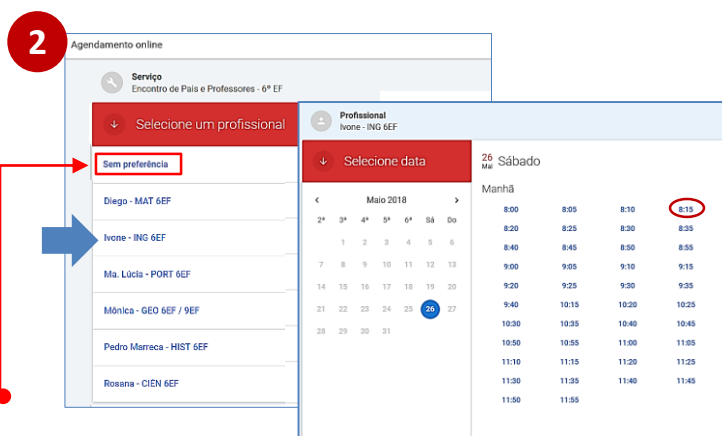 2
Agendamento online
Serviço
Encontro de Pais e Professores - 6º EF
Selecione um profissional
Sem preferência
Diego - MAT 6EF
Ivone - ING 6EF
Ma. Lúcia - PORT 6EF
Mônica - GEO 6EF / 9EF
Pedro Marreca - HIST 6EF
Rosana - CIÊN 6EF
Profissional
Ivone - ING 6EF
Selecione data
< Maio 2018 >
2ª 3ª 4ª 5ª 6ª Sá Do
1 2 3 4 5 6
7 8 9 10 11 12 13
14 15 16 17 18 19 20
21 22 23 24 25 26 27
28 29 30 31
26 Mai Sábado
Manhã
8:00 8:05 8:10 8:15
8:20 8:25 8:30 8:35
8:40 8:45 8:50 8:55
9:00 9:05 9:10 9:15
9:20 9:25 9:30 9:35
9:40 10:15 10:20 10:25
10:30 10:35 10:40 10:45
10:50 10:55 11:00 11:05
11:10 11:15 11:20 11:25
11:30 11:35 11:40 11:45
11:50 11:55